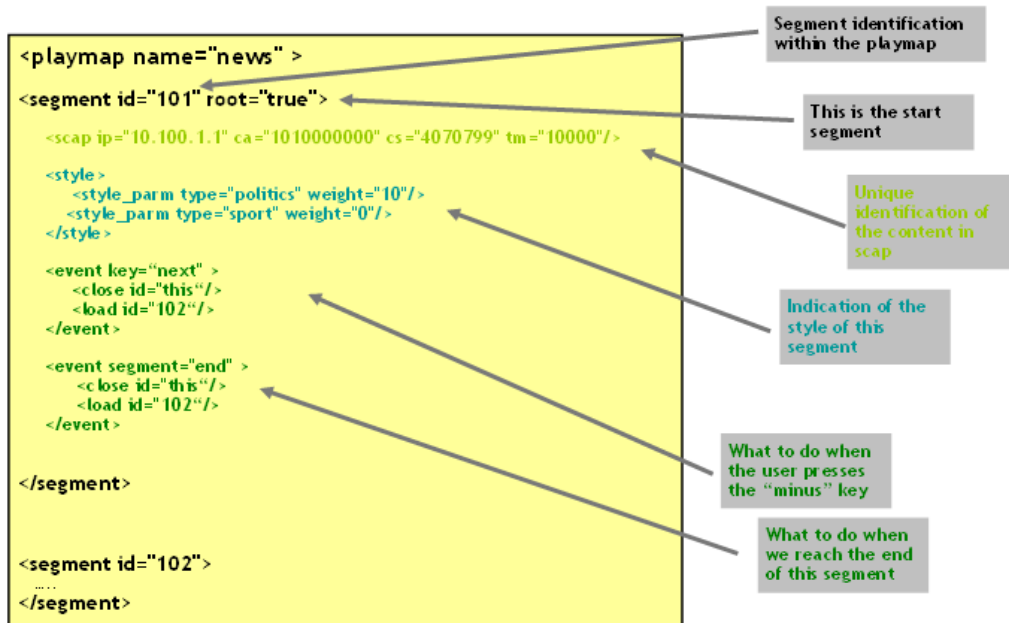 <playmap name="news" >
<segment id="101" root="true">
<scap ip="10.100.1.1" ca="1010000000" cs="4070799" tm="10000"/>
<style>
<style_parm type="politics" weight="10"/>
<style_parm type="sport" weight="0"/>
</style>
<event key=“next" >
<close id="this“/>
<load id="102“/>
</event>
<event segment="end" >
<close id="this“/>
<load id="102“/>
</event>
</segment>
<segment id="102">
.....
</segment>
Segment identification
within the playmap
This is the start
segment
Unique
identification of
the content in
scap
Indication of the
style of this
segment
What to do when
the user presses
the “minus” key
What to do when
we reach the end
of this segment